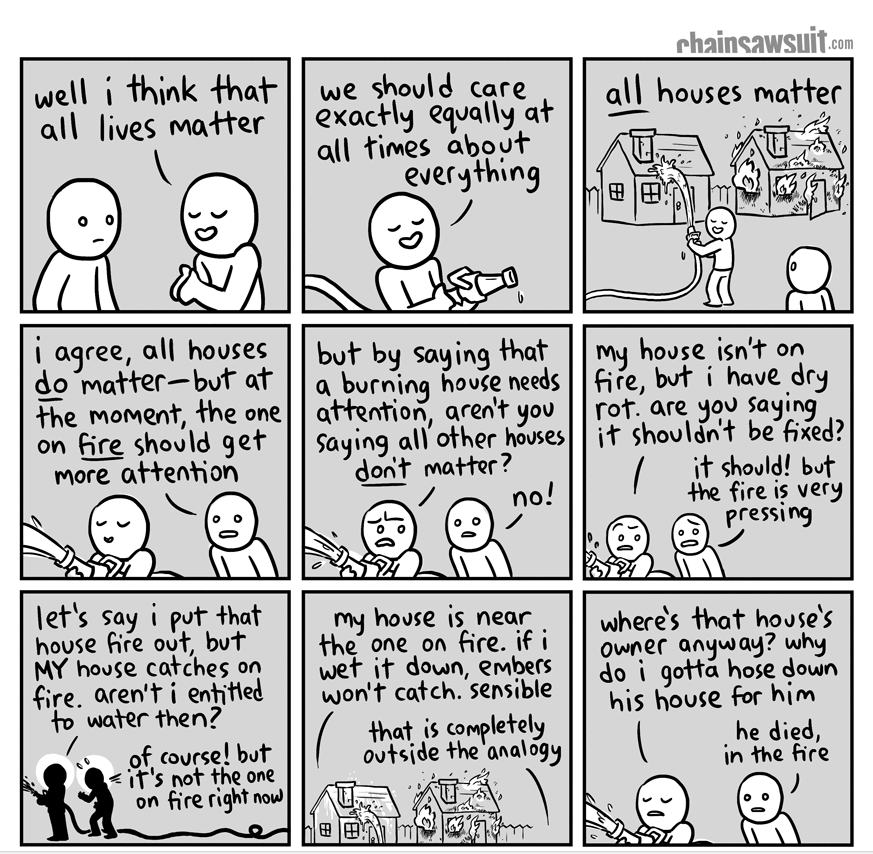 chainsawsuit.com
well i think that
all lives matter
we should care
exactly equally at
all times about
everything
all houses matter
i agree, all houses
do matter—but at
the moment, the one
on fire should get
more attention
but by saying that
a burning house needs
attention, aren't you
saying all other houses
don't matter?
no!
my house isn't on
fire, but i have dry
rot. are you saying
it shouldn't be fixed?
it should! but
the fire is very
pressing
let's say i put that
house fire out, but
MY house catches on
fire. aren't i entitled
to water then?
of course! but
it's not the one
on fire right now
my house is near
the one on fire. if i
wet it down, embers
won't catch. sensible
that is completely
outside the analogy
where's that house's
owner anyway? why
do i gotta hose down
his house for him
he died,
in the fire